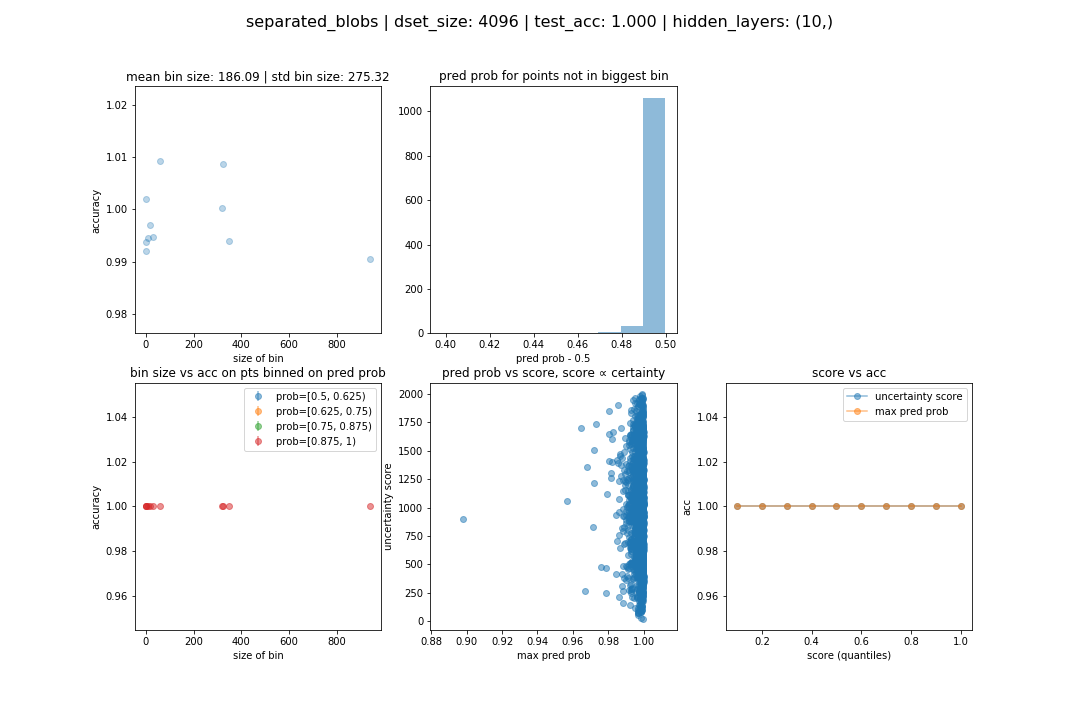 separated_blobs | dset_size: 4096 | test_acc: 1.000 | hidden_layers: (10,)
mean bin size: 186.09 | std bin size: 275.32
1.02
1.01
1.00
0.99
0.98
accuracy
0 200 400 600 800
size of bin
pred prob for points not in biggest bin
1000
800
600
400
200
0
0.40 0.42 0.44 0.46 0.48 0.50
pred prob - 0.5
bin size vs acc on pts binned on pred prob
prob=[0.5, 0.625)
prob=[0.625, 0.75)
prob=[0.75, 0.875)
prob=[0.875, 1)
1.04
1.02
1.00
0.98
0.96
accuracy
0 200 400 600 800
size of bin
pred prob vs score, score ∝ certainty
2000
1750
1500
1250
1000
750
500
250
0
uncertainty score
0.88 0.90 0.92 0.94 0.96 0.98 1.00
max pred prob
score vs acc
uncertainty score
max pred prob
1.04
1.02
1.00
0.98
0.96
acc
0.2 0.4 0.6 0.8 1.0
score (quantiles)